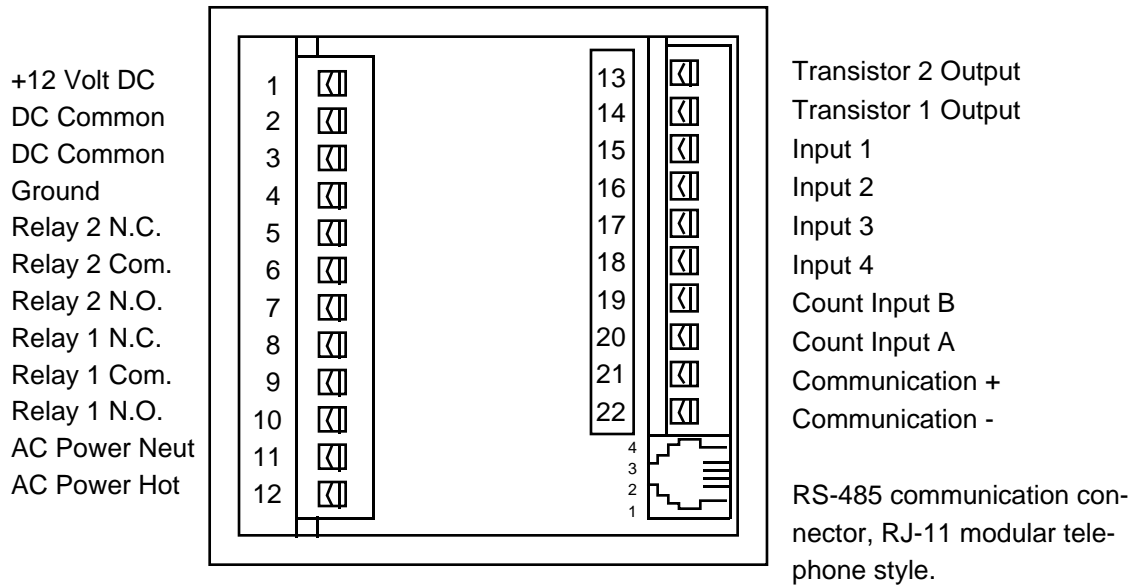 +12 Volt DC
DC Common
DC Common
Ground
Relay 2 N.C.
Relay 2 Com.
Relay 2 N.O.
Relay 1 N.C.
Relay 1 Com.
Relay 1 N.O.
AC Power Neut
AC Power Hot
1
2
3
4
5
6
7
8
9
10
11
12
13
14
15
16
17
18
19
20
21
22
4
3
2
1
Transistor 2 Output
Transistor 1 Output
Input 1
Input 2
Input 3
Input 4
Count Input B
Count Input A
Communication +
Communication -
RS-485 communication con-
nector, RJ-11 modular tele-
phone style.